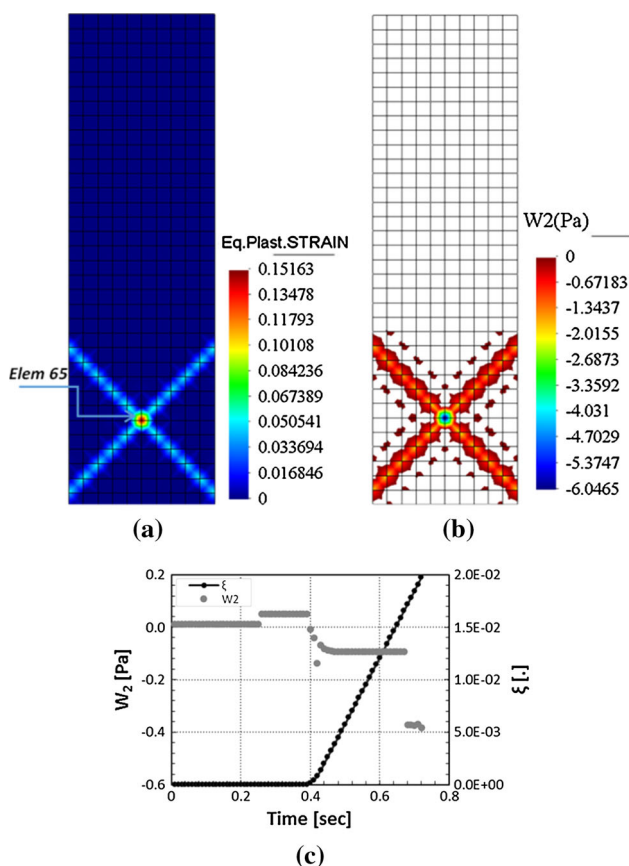 Eq.Plast.STRAIN
0.15163
0.13478
0.11793
0.10108
0.084236
0.067389
0.050541
0.033694
0.016846
0
Elem 65
(a)
W2(Pa)
0
-0.67183
-1.3437
-2.0155
-2.6873
-3.3592
-4.031
-4.7029
-5.3747
-6.0465
(b)
ξ
W2
W₂ [Pa]
0.2
0.0
-0.2
-0.4
-0.6
2.0E-02
1.5E-02
1.0E-02
5.0E-03
0.0E+00
ξ [.]
0 0.2 0.4 0.6 0.8
Time [sec]
(c)